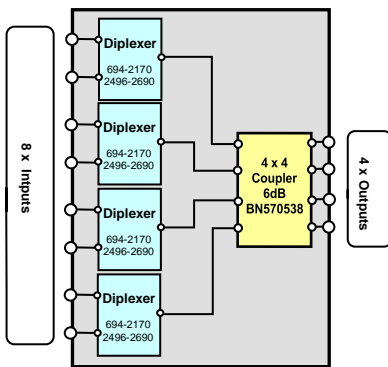 8 x Intputs
Diplexer
694-2170
2496-2690
Diplexer
694-2170
2496-2690
Diplexer
694-2170
2496-2690
Diplexer
694-2170
2496-2690
4 x 4
Coupler
6dB
BN570538
4 x Outputs